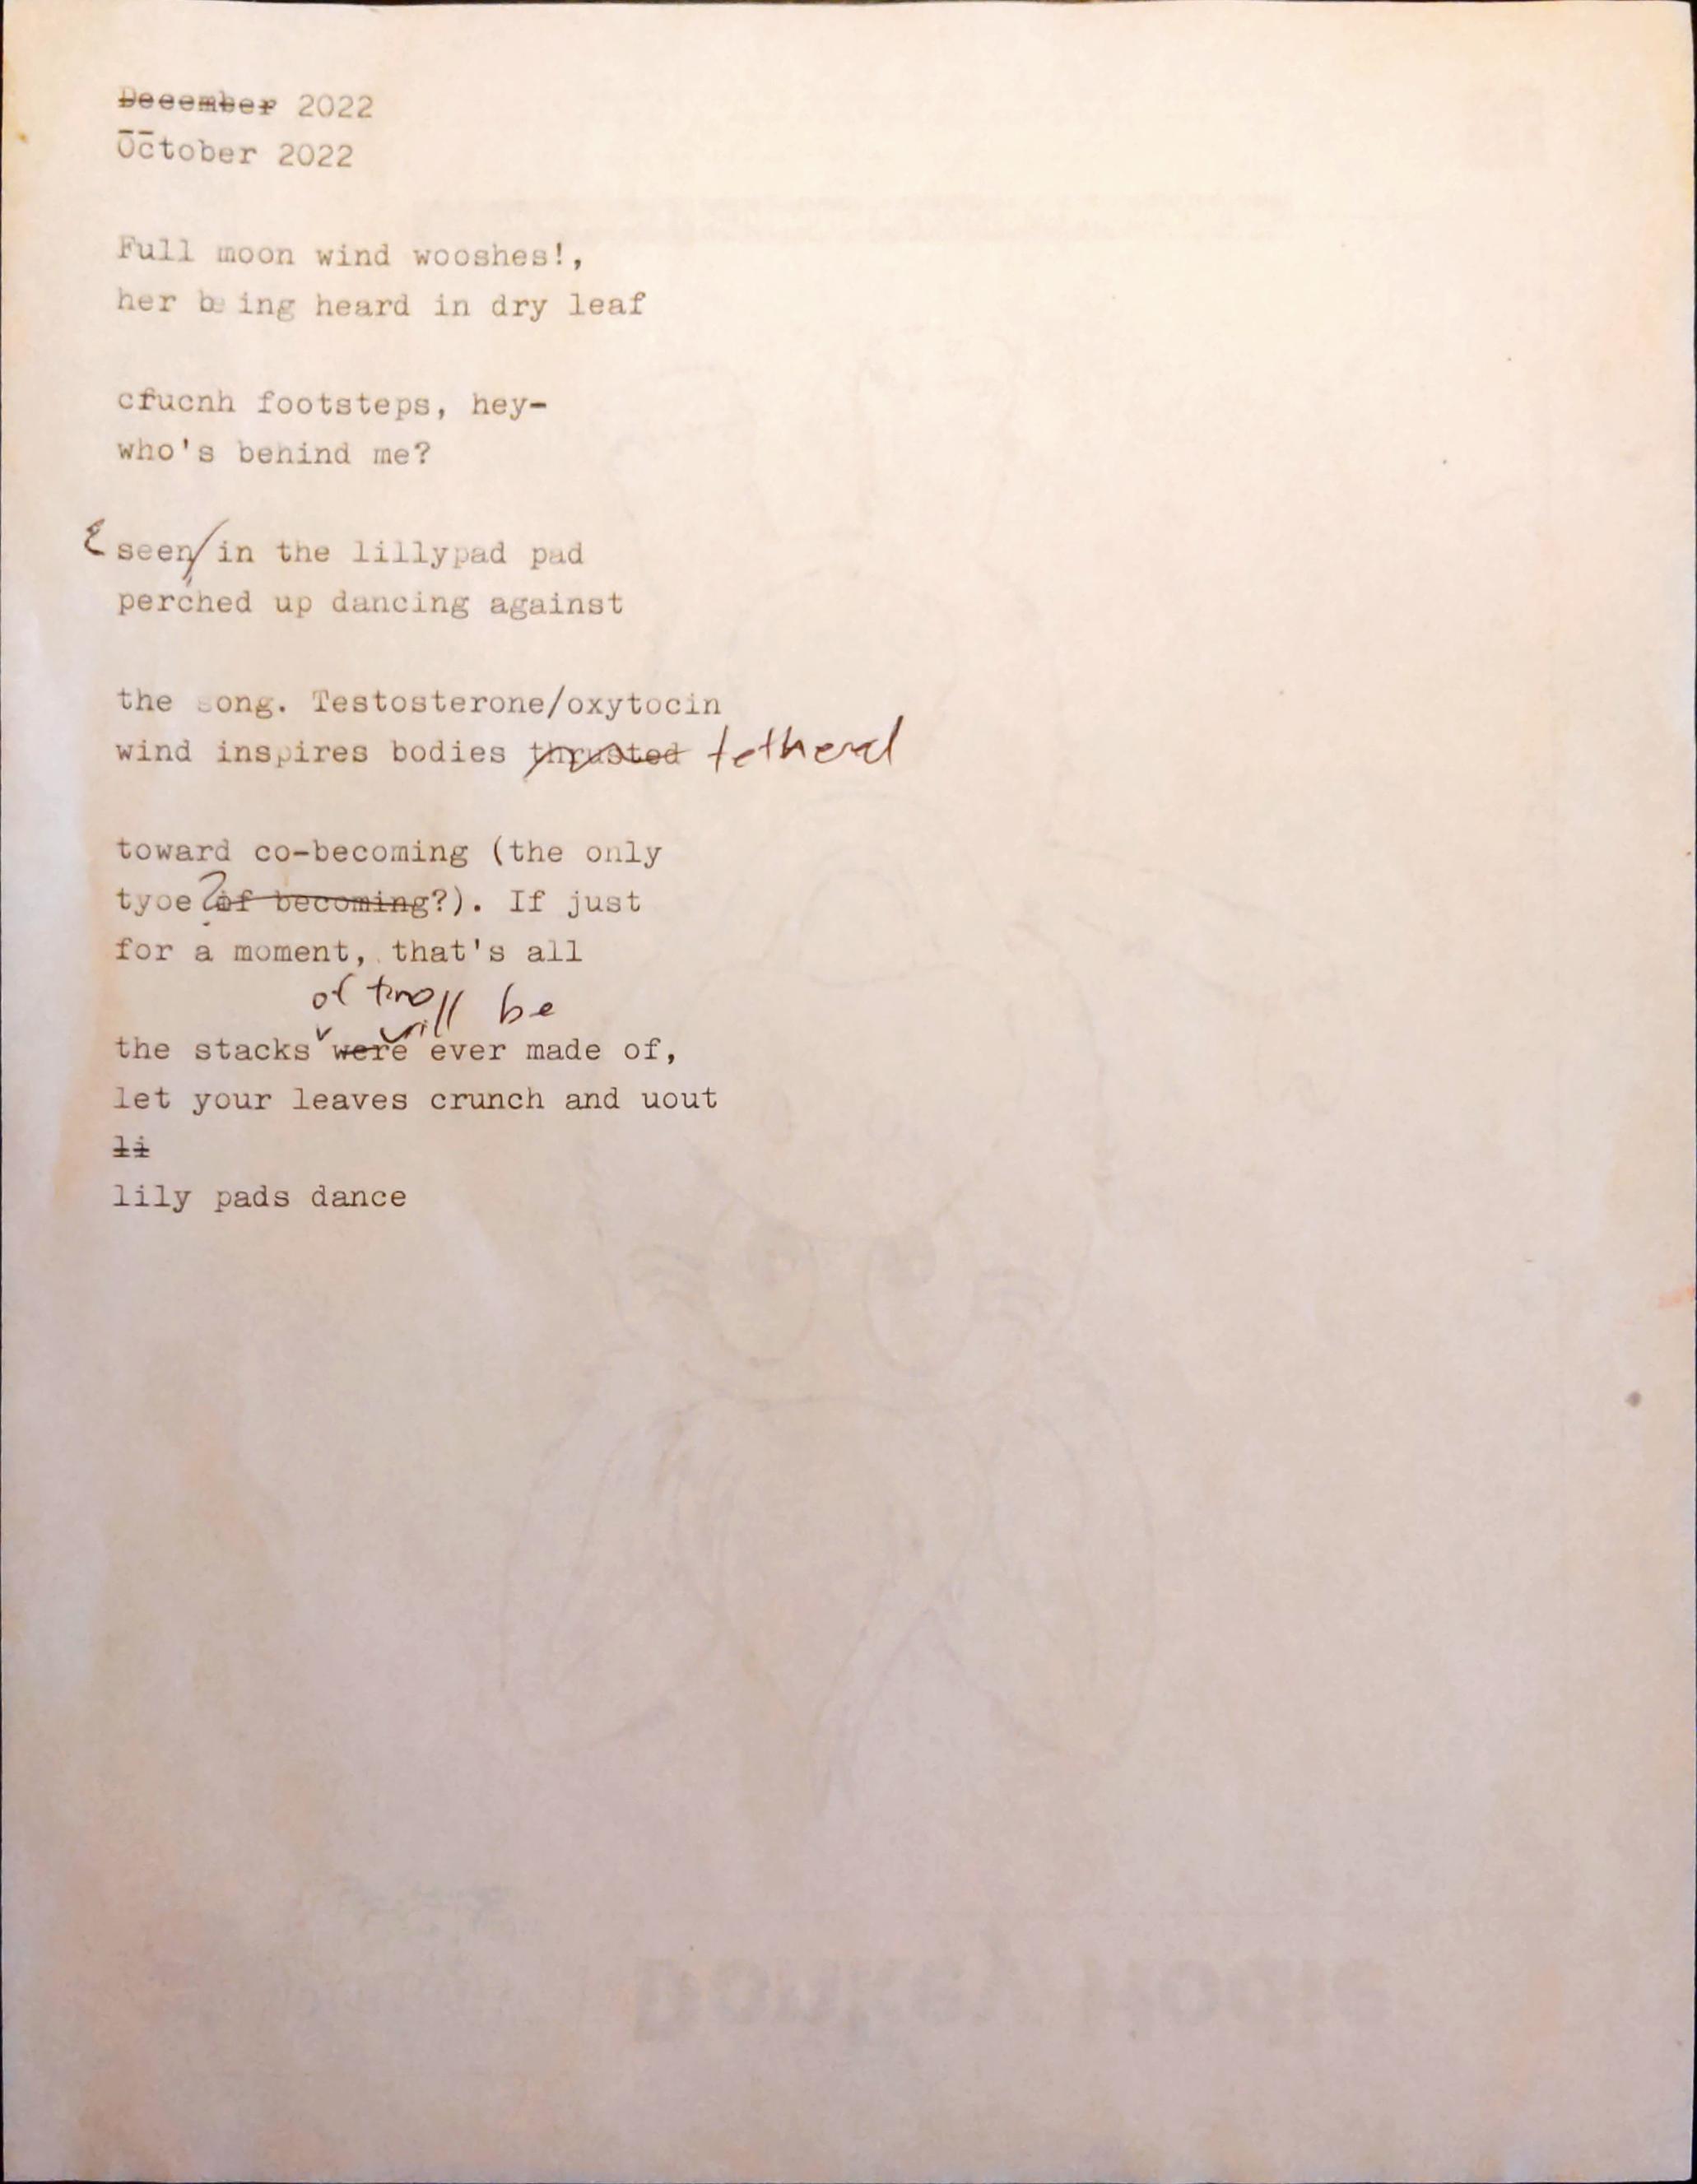 December 2022
October 2022
Full moon wind wooshes!,
her being heard in dry leaf
crucnh footsteps, hey-
who's behind me?
& seen in the lillypad pad
perched up dancing against
the song. Testosterone/oxytocin
wind inspires bodies thrusted tethered
toward co-becoming (the only
tyoe? of becoming?). If just
for a moment, that's all
of will be
the stacks were ever made of,
let your leaves crunch and uout
li
lily pads dance